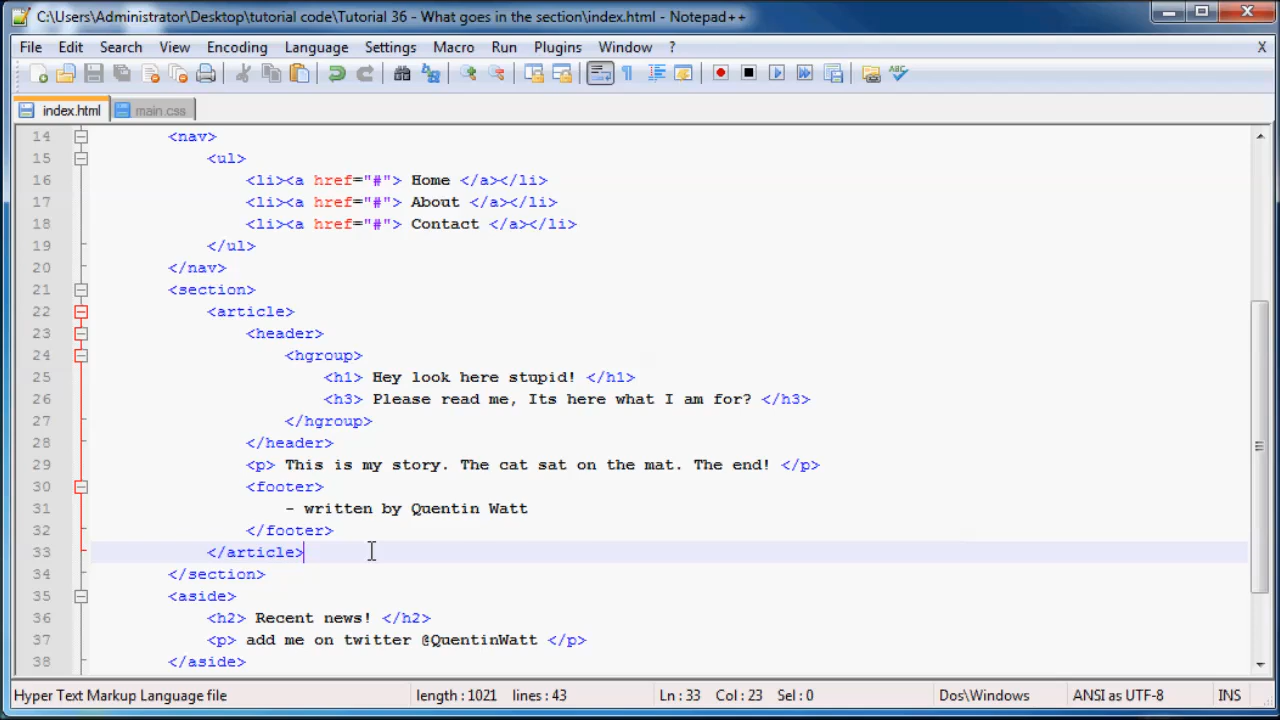 C:\Users\Administrator\Desktop\tutorial code\Tutorial 36 - What goes in the section\index.html - Notepad++
File Edit Search View Encoding Language Settings Macro Run Plugins Window ? X
index.html main.css
14 <nav>
15 <ul>
16 <li><a href="#"> Home </a></li>
17 <li><a href="#"> About </a></li>
18 <li><a href="#"> Contact </a></li>
19 </ul>
20 </nav>
21 <section>
22 <article>
23 <header>
24 <hgroup>
25 <h1> Hey look here stupid! </h1>
26 <h3> Please read me, Its here what I am for? </h3>
27 </hgroup>
28 </header>
29 <p> This is my story. The cat sat on the mat. The end! </p>
30 <footer>
31 - written by Quentin Watt
32 </footer>
33 </article>
34 </section>
35 <aside>
36 <h2> Recent news! </h2>
37 <p> add me on twitter @QuentinWatt </p>
38 </aside>
Hyper Text Markup Language file length : 1021 lines : 43 Ln : 33 Col : 23 Sel : 0 Dos\Windows ANSI as UTF-8 INS